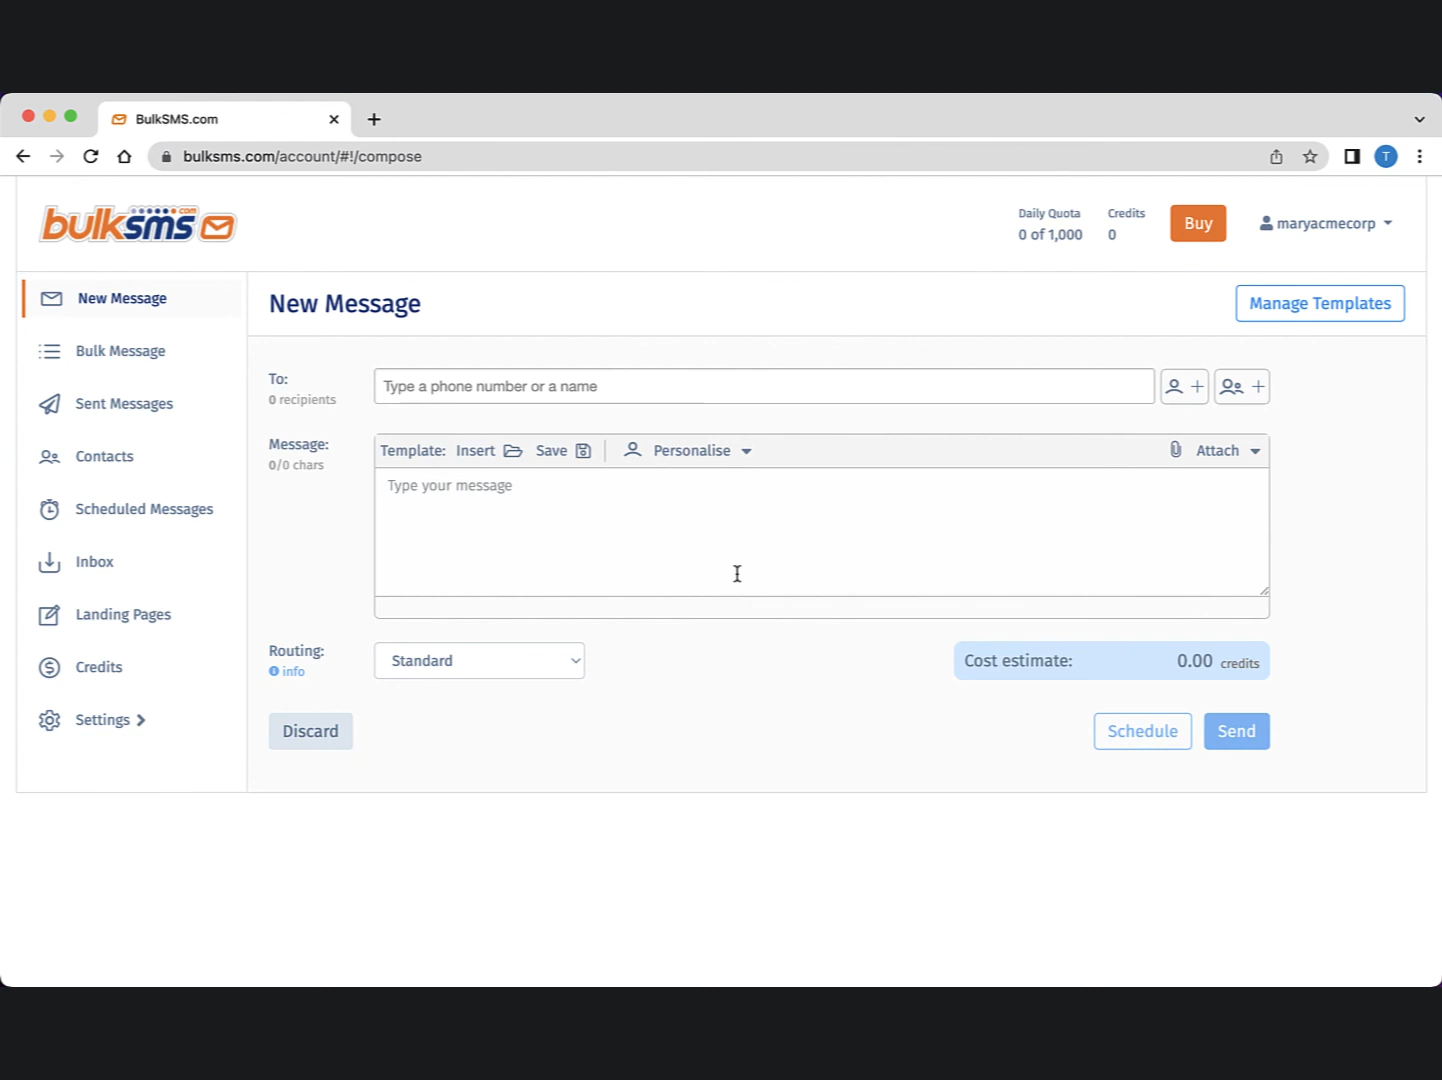 BulkSMS.com
bulksms.com/account/#!/compose
T
bulksms.com
Daily Quota
0 of 1,000
Credits
0
Buy
maryacmecorp
New Message
Bulk Message
Sent Messages
Contacts
Scheduled Messages
Inbox
Landing Pages
Credits
Settings
New Message
Manage Templates
To:
0 recipients
Type a phone number or a name
Message:
0/0 chars
Template: Insert Save Personalise Attach
Type your message
Routing:
info
Standard
Cost estimate: 0.00 credits
Discard
Schedule
Send